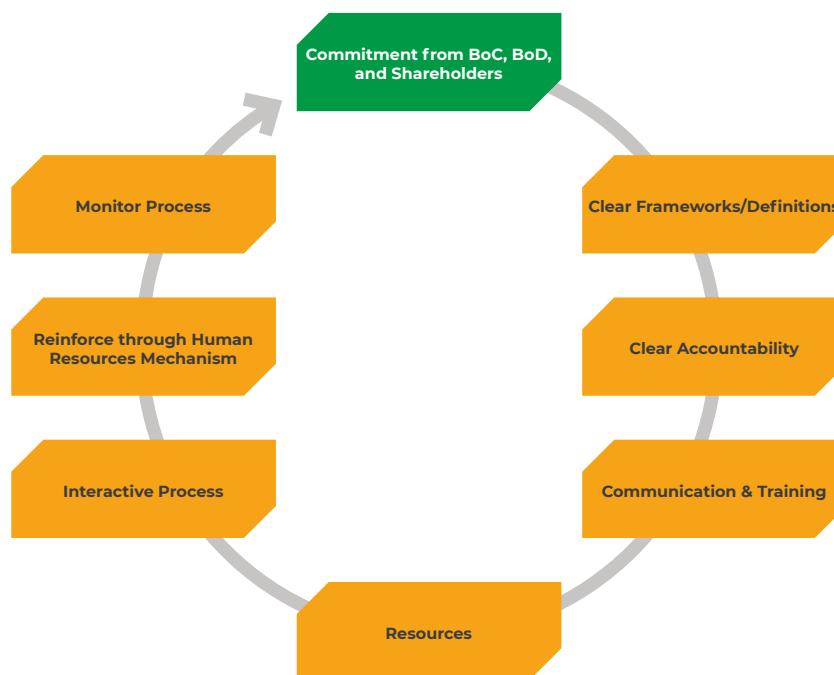 Commitment from BoC, BoD,
and Shareholders
Clear Frameworks/Definitions
Clear Accountability
Communication & Training
Resources
Interactive Process
Reinforce through Human
Resources Mechanism
Monitor Process